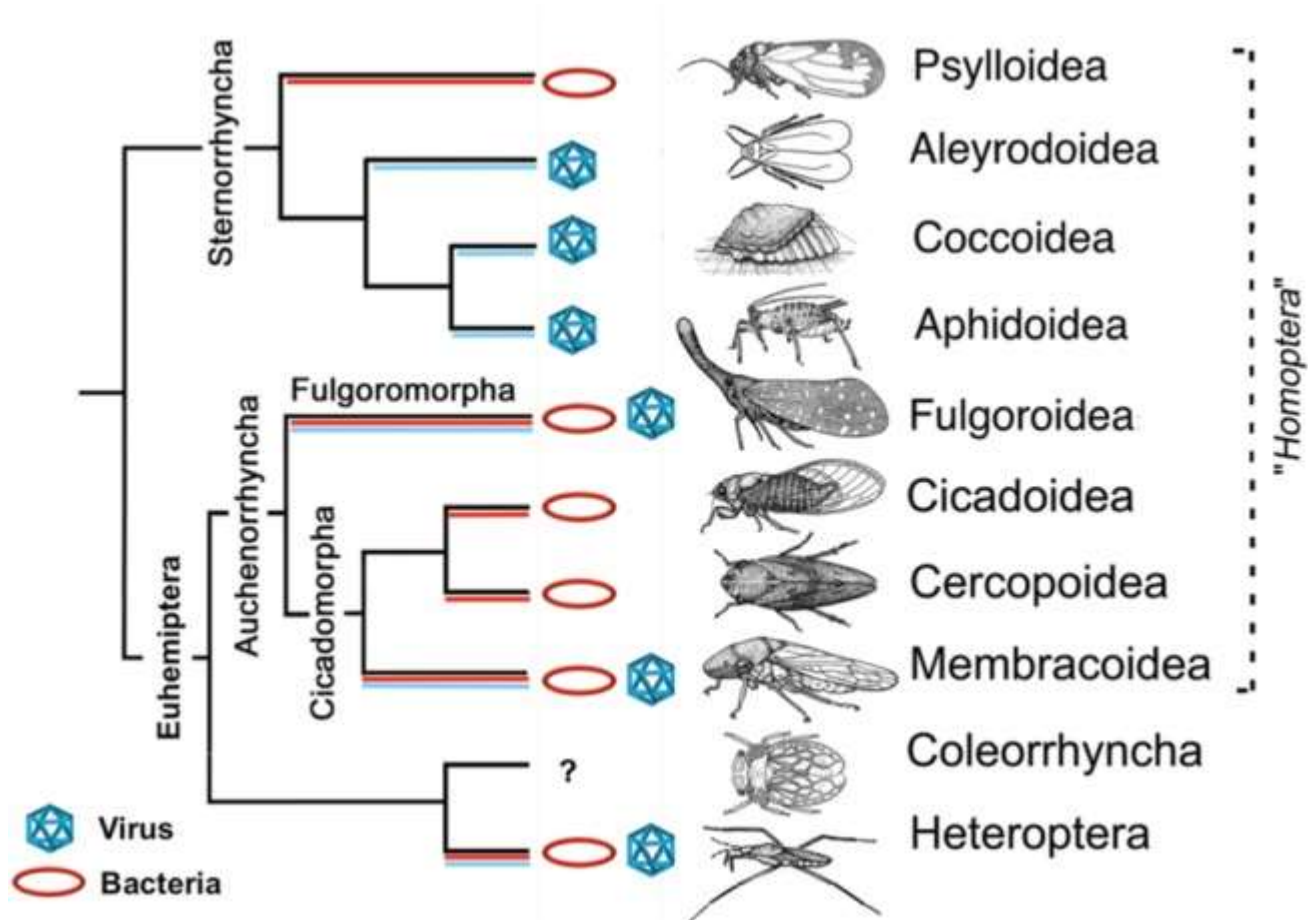 Sternorrhyncha
Psylloidea
Aleyrodoidea
Coccoidea
Aphidoidea
Fulgoromorpha
Fulgoroidea
Auchenorrhyncha
Cicadomorpha
Cicadoidea
Cercopoidea
Membracoidea
Euhemiptera
?
Coleorrhyncha
Heteroptera
"Homoptera"
Virus
Bacteria